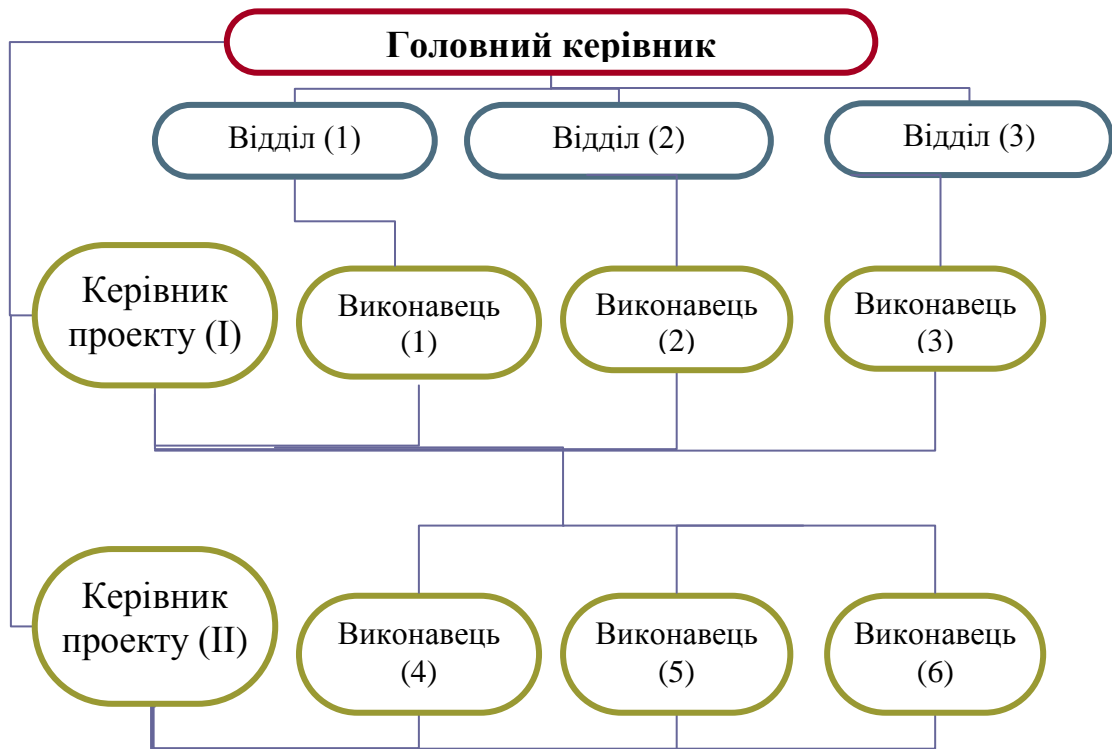 Головний керівник
Відділ (1)
Відділ (2)
Відділ (3)
Керівник
проекту (I)
Виконавець
(1)
Виконавець
(2)
Виконавець
(3)
Керівник
проекту (II)
Виконавець
(4)
Виконавець
(5)
Виконавець
(6)